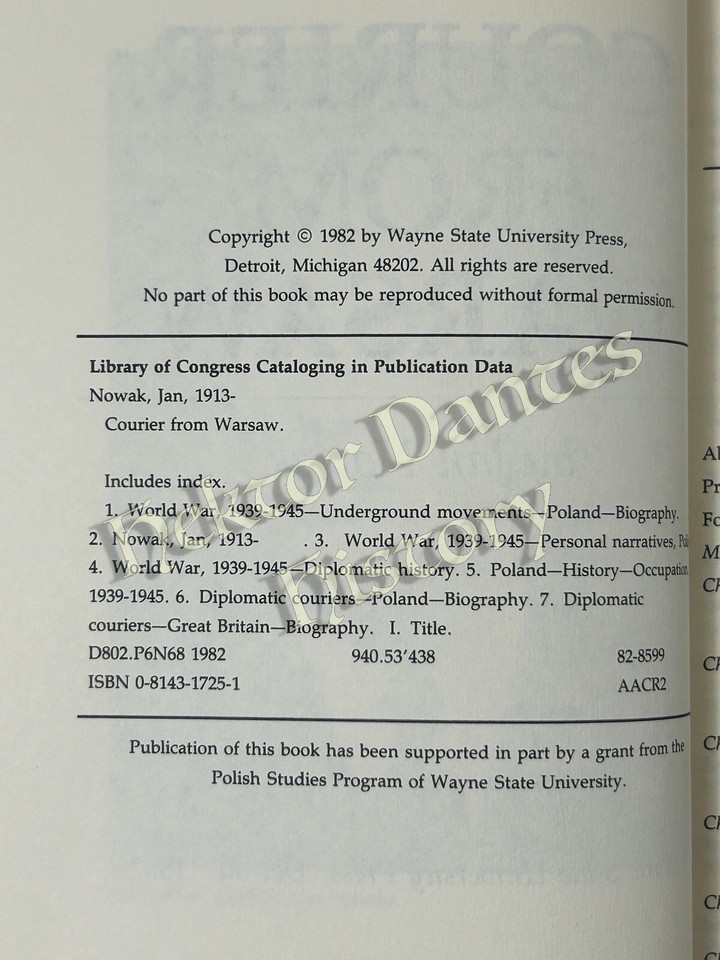 Copyright © 1982 by Wayne State University Press,
Detroit, Michigan 48202. All rights are reserved.
No part of this book may be reproduced without formal permission.
Library of Congress Cataloging in Publication Data
Nowak, Jan, 1913-
Courier from Warsaw.
Includes index.
1. World War, 1939-1945—Underground movements—Poland—Biography.
2. Nowak, Jan, 1913- . 3. World War, 1939-1945—Personal narratives,
4. World War, 1939-1945—Diplomatic history. 5. Poland—History—Occupation
1939-1945. 6. Diplomatic couriers—Poland—Biography. 7. Diplomatic
couriers—Great Britain—Biography. I. Title.
D802.P6N68 1982 940.53'438 82-8599
ISBN 0-8143-1725-1 AACR2
Publication of this book has been supported in part by a grant from the
Polish Studies Program of Wayne State University.
Hektor Dantes
History